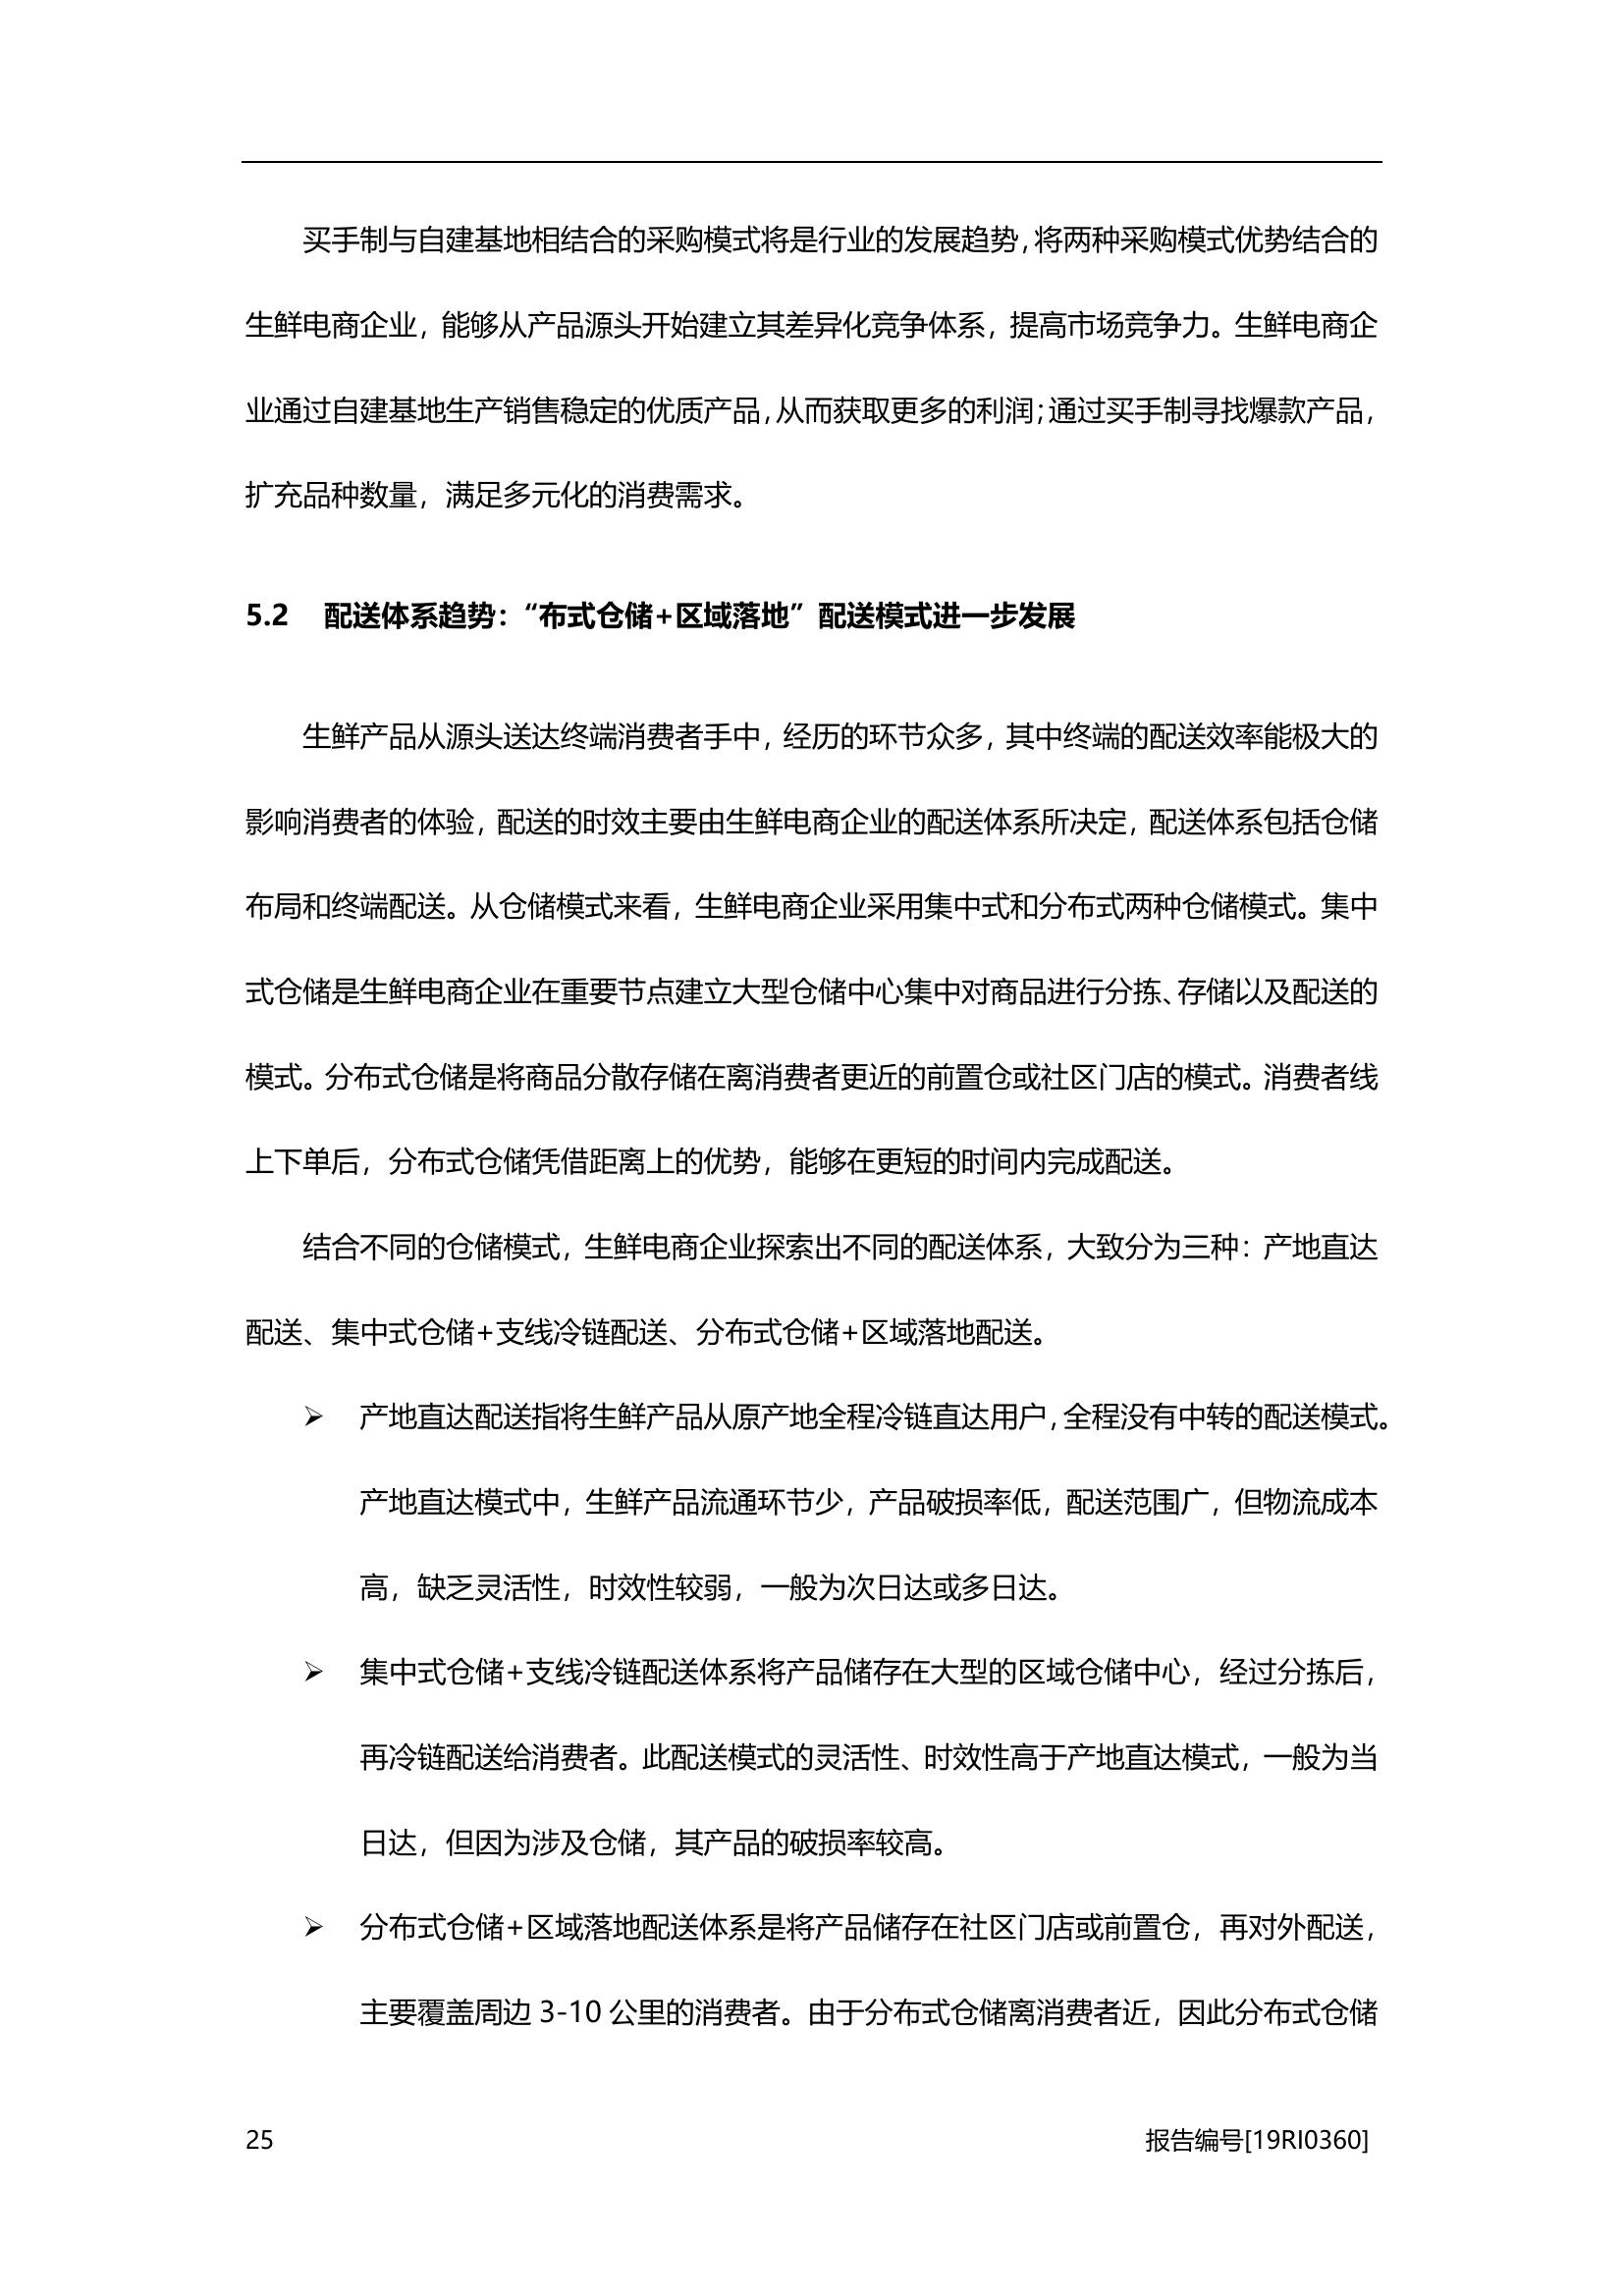 买手制与自建基地相结合的采购模式将是行业的发展趋势，将两种采购模式优势结合的
生鲜电商企业，能够从产品源头开始建立其差异化竞争体系，提高市场竞争力。生鲜电商企
业通过自建基地生产销售稳定的优质产品，从而获取更多的利润；通过买手制寻找爆款产品，
扩充品种数量，满足多元化的消费需求。
5.2 配送体系趋势：“布式仓储+区域落地”配送模式进一步发展
生鲜产品从源头送达终端消费者手中，经历的环节众多，其中终端的配送效率能极大的
影响消费者的体验，配送的时效主要由生鲜电商企业的配送体系所决定，配送体系包括仓储
布局和终端配送。从仓储模式来看，生鲜电商企业采用集中式和分布式两种仓储模式。集中
式仓储是生鲜电商企业在重要节点建立大型仓储中心集中对商品进行分拣、存储以及配送的
模式。分布式仓储是将商品分散存储在离消费者更近的前置仓或社区门店的模式。消费者线
上下单后，分布式仓储凭借距离上的优势，能够在更短的时间内完成配送。
结合不同的仓储模式，生鲜电商企业探索出不同的配送体系，大致分为三种：产地直达
配送、集中式仓储+支线冷链配送、分布式仓储+区域落地配送。
➢ 产地直达配送指将生鲜产品从原产地全程冷链直达用户，全程没有中转的配送模式。
产地直达模式中，生鲜产品流通环节少，产品破损率低，配送范围广，但物流成本
高，缺乏灵活性，时效性较弱，一般为次日达或多日达。
➢ 集中式仓储+支线冷链配送体系将产品储存在大型的区域仓储中心，经过分拣后，
再冷链配送给消费者。此配送模式的灵活性、时效性高于产地直达模式，一般为当
日达，但因为涉及仓储，其产品的破损率较高。
➢ 分布式仓储+区域落地配送体系是将产品储存在社区门店或前置仓，再对外配送，
主要覆盖周边 3-10 公里的消费者。由于分布式仓储离消费者近，因此分布式仓储
25
报告编号[19RI0360]